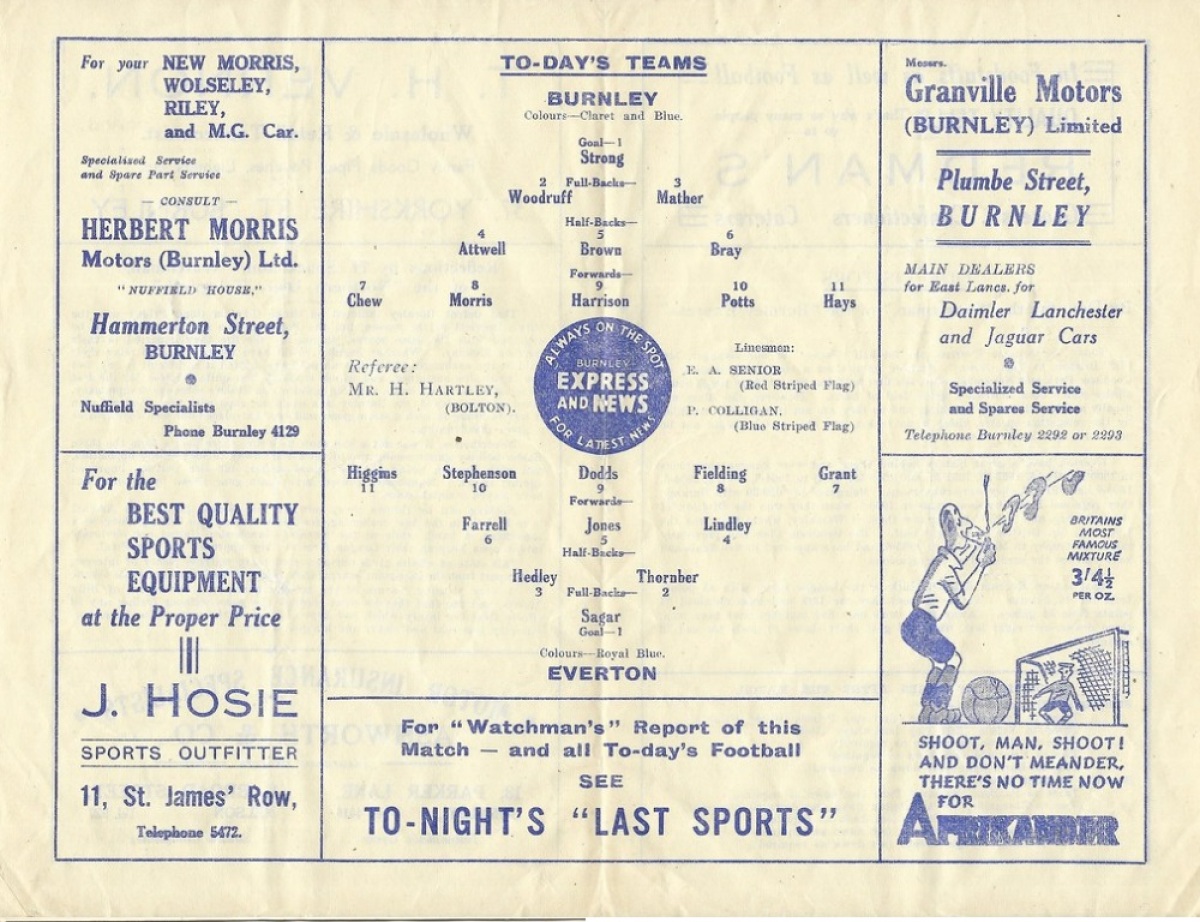 For your NEW MORRIS,
WOLSELEY,
RILEY,
and M.G. Car.
Specialised Service
and Spare Part Service
— CONSULT —
HERBERT MORRIS
Motors (Burnley) Ltd.
"NUFFIELD HOUSE,"
Hammerton Street,
BURNLEY
Nuffield Specialists
Phone Burnley 4129
For the
BEST QUALITY
SPORTS
EQUIPMENT
at the Proper Price
J. HOSIE
SPORTS OUTFITTER
11, St. James' Row,
Telephone 5472.
TO-DAY'S TEAMS
BURNLEY
Colours—Claret and Blue.
Goal—1
Strong
2 Full-Backs— 3
Woodruff Mather
Half-Backs—
4 5 6
Attwell Brown Bray
Forwards—
7 8 9 10 11
Chew Morris Harrison Potts Hays
Referee:
MR. H. HARTLEY,
(BOLTON).
ALWAYS ON THE SPOT
BURNLEY
EXPRESS
AND NEWS
FOR LATEST NEWS
Linesmen:
E. A. SENIOR
(Red Striped Flag)
P. COLLIGAN.
(Blue Striped Flag)
Higgins Stephenson Dodds Fielding Grant
11 10 9 8 7
Forwards—
Farrell Jones Lindley
6 5 4
Half-Backs—
Hedley Thornber
3 Full-Backs— 2
Sagar
Goal—1
Colours—Royal Blue.
EVERTON
For "Watchman's" Report of this
Match — and all To-day's Football
SEE
TO-NIGHT'S "LAST SPORTS"
Messrs.
Granville Motors
(BURNLEY) Limited
Plumbe Street,
BURNLEY
MAIN DEALERS
for East Lancs. for
Daimler Lanchester
and Jaguar Cars
Specialized Service
and Spares Service
Telephone Burnley 2292 or 2293
BRITAINS
MOST
FAMOUS
MIXTURE
3/4½
PER OZ.
SHOOT, MAN, SHOOT!
AND DON'T MEANDER,
THERE'S NO TIME NOW
FOR
AFRIKANDER